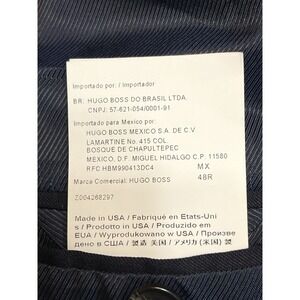 Importado por: / Importador
BR: HUGO BOSS DO BRASIL LTDA.
CNPJ: 57-621-054/0001-91
Importado para Mexico por:
HUGO BOSS MEXICO S.A. DE C.V
LAMARTINE No. 415 COL
BOSQUE DE CHAPULTEPEC
MEXICO, D.F. MIGUEL HIDALGO C.P. 11580
RFC HBM990413DC4 MX
Marca Comercial: HUGO BOSS 48R
Z004268297
Made in USA / Fabriqué en Etats-Uni
s / Prodotto in USA / Produzido em
EUA / Wyprodukowano w USA / Произве
дено в США / 製造 美国 / アメリカ (米国) 製